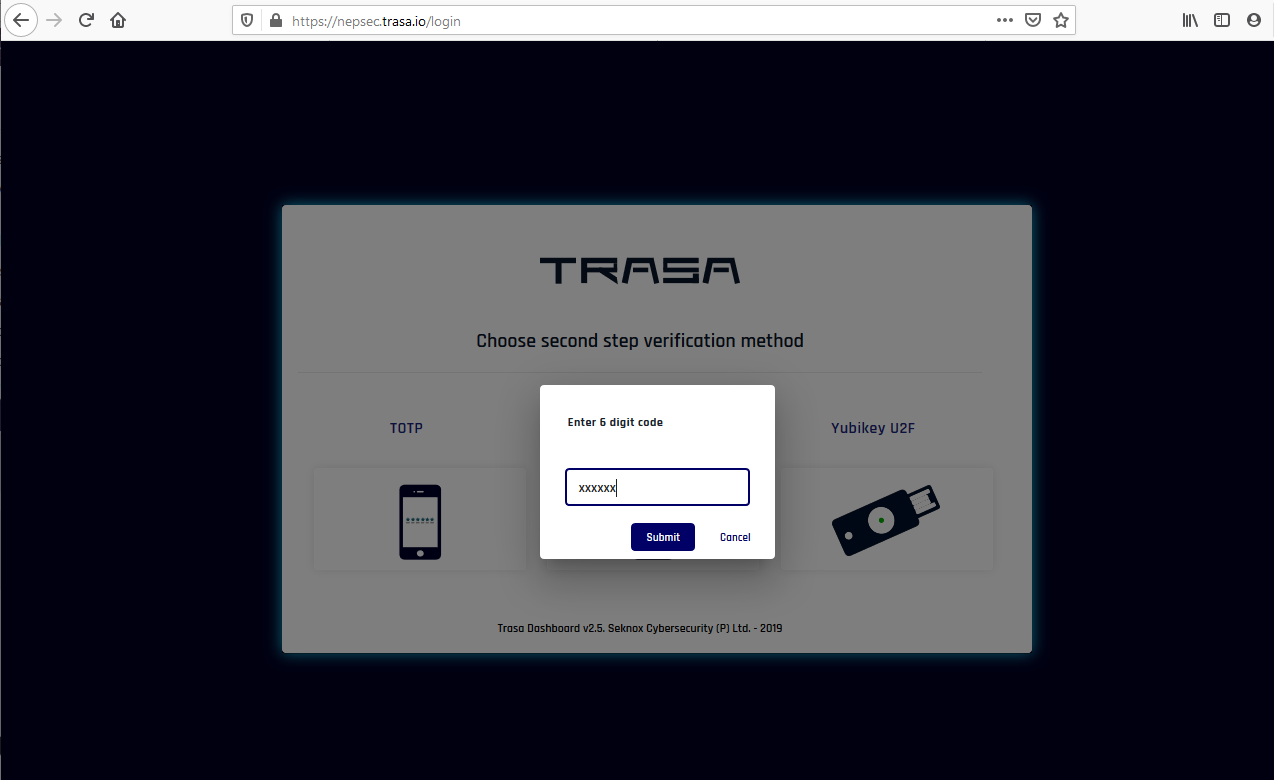 https://nepsec.trasa.io/login
TRASA
Choose second step verification method
TOTP
Yubikey U2F
Enter 6 digit code
xxxxxx
Submit
Cancel
Trasa Dashboard v2.5. Seknox Cybersecurity (P) Ltd. - 2019